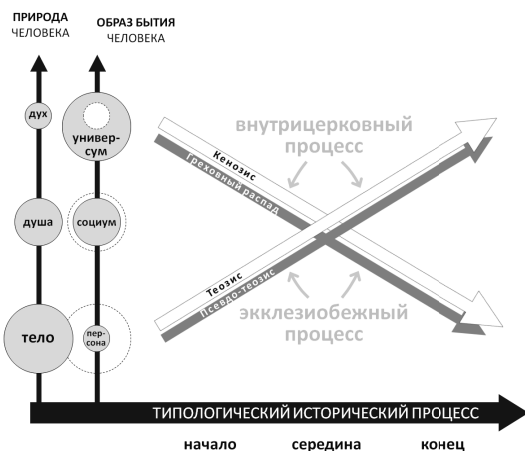 ПРИРОДА
ЧЕЛОВЕКА
ОБРАЗ БЫТИЯ
ЧЕЛОВЕКА
дух
универ-
сум
душа
социум
тело
пер-
сона
внутрицерковный
процесс
Кенозис
Греховный распад
Теозис
Псевдо-теозис
экклезиобежный
процесс
ТИПОЛОГИЧЕСКИЙ ИСТОРИЧЕСКИЙ ПРОЦЕСС
начало середина конец